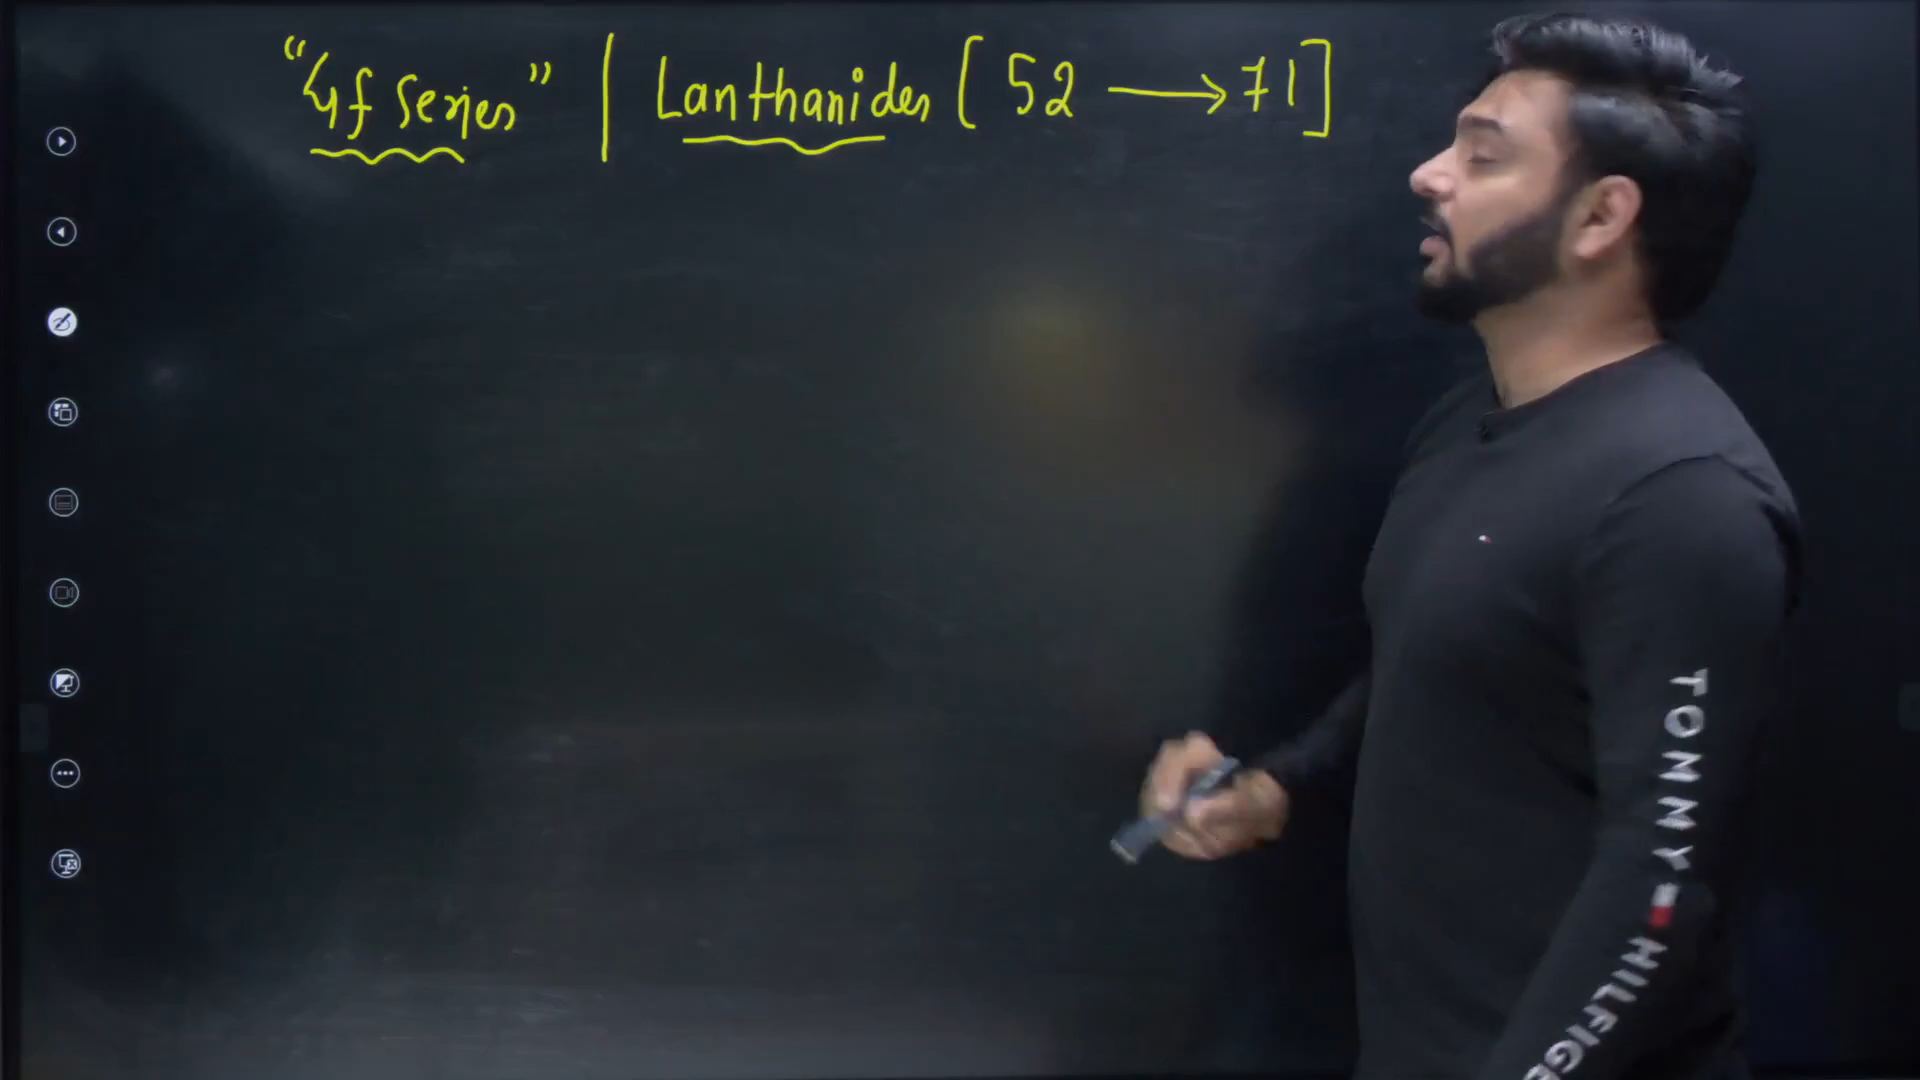 "4f Series" | Lanthanides [52 → 71]
TOMMY HILFIGE